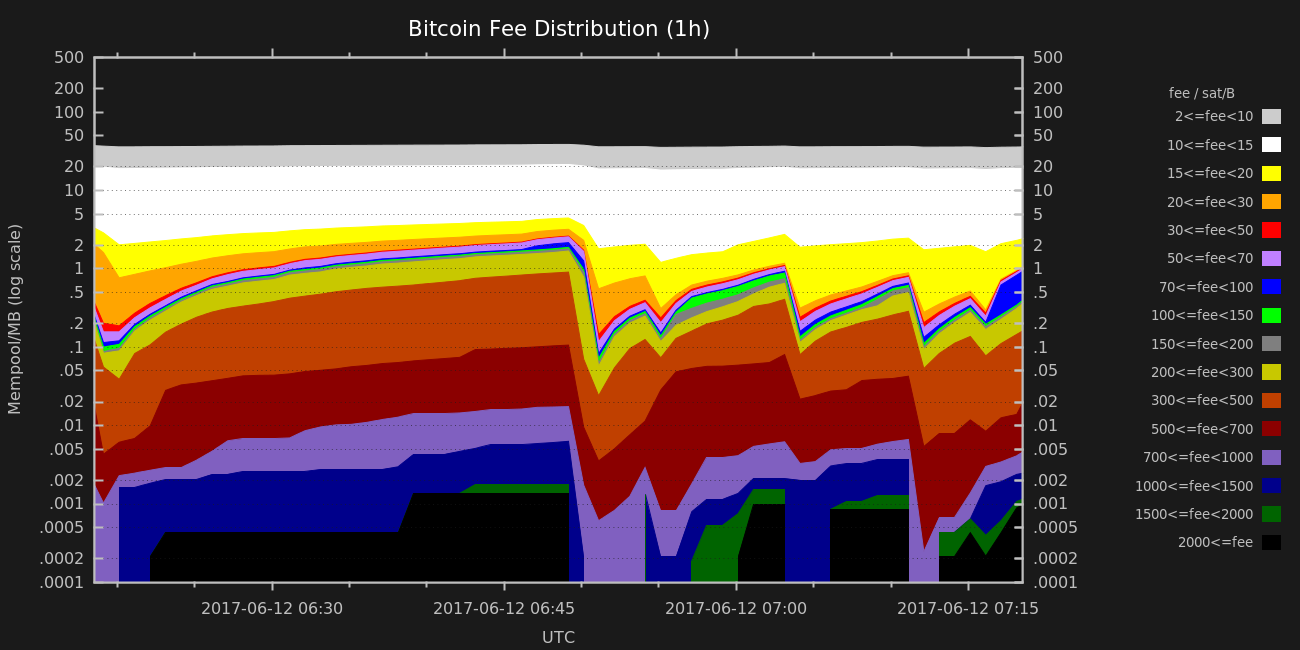 Bitcoin Fee Distribution (1h)
500
200
100
50
20
10
5
2
1
.5
.2
.1
.05
.02
.01
.005
.002
.001
.0005
.0002
.0001
Mempool/MB (log scale)
500
200
100
50
20
10
5
2
1
.5
.2
.1
.05
.02
.01
.005
.002
.001
.0005
.0002
.0001
2017-06-12 06:30 2017-06-12 06:45 2017-06-12 07:00 2017-06-12 07:15
UTC
fee / sat/B
2<=fee<10
10<=fee<15
15<=fee<20
20<=fee<30
30<=fee<50
50<=fee<70
70<=fee<100
100<=fee<150
150<=fee<200
200<=fee<300
300<=fee<500
500<=fee<700
700<=fee<1000
1000<=fee<1500
1500<=fee<2000
2000<=fee